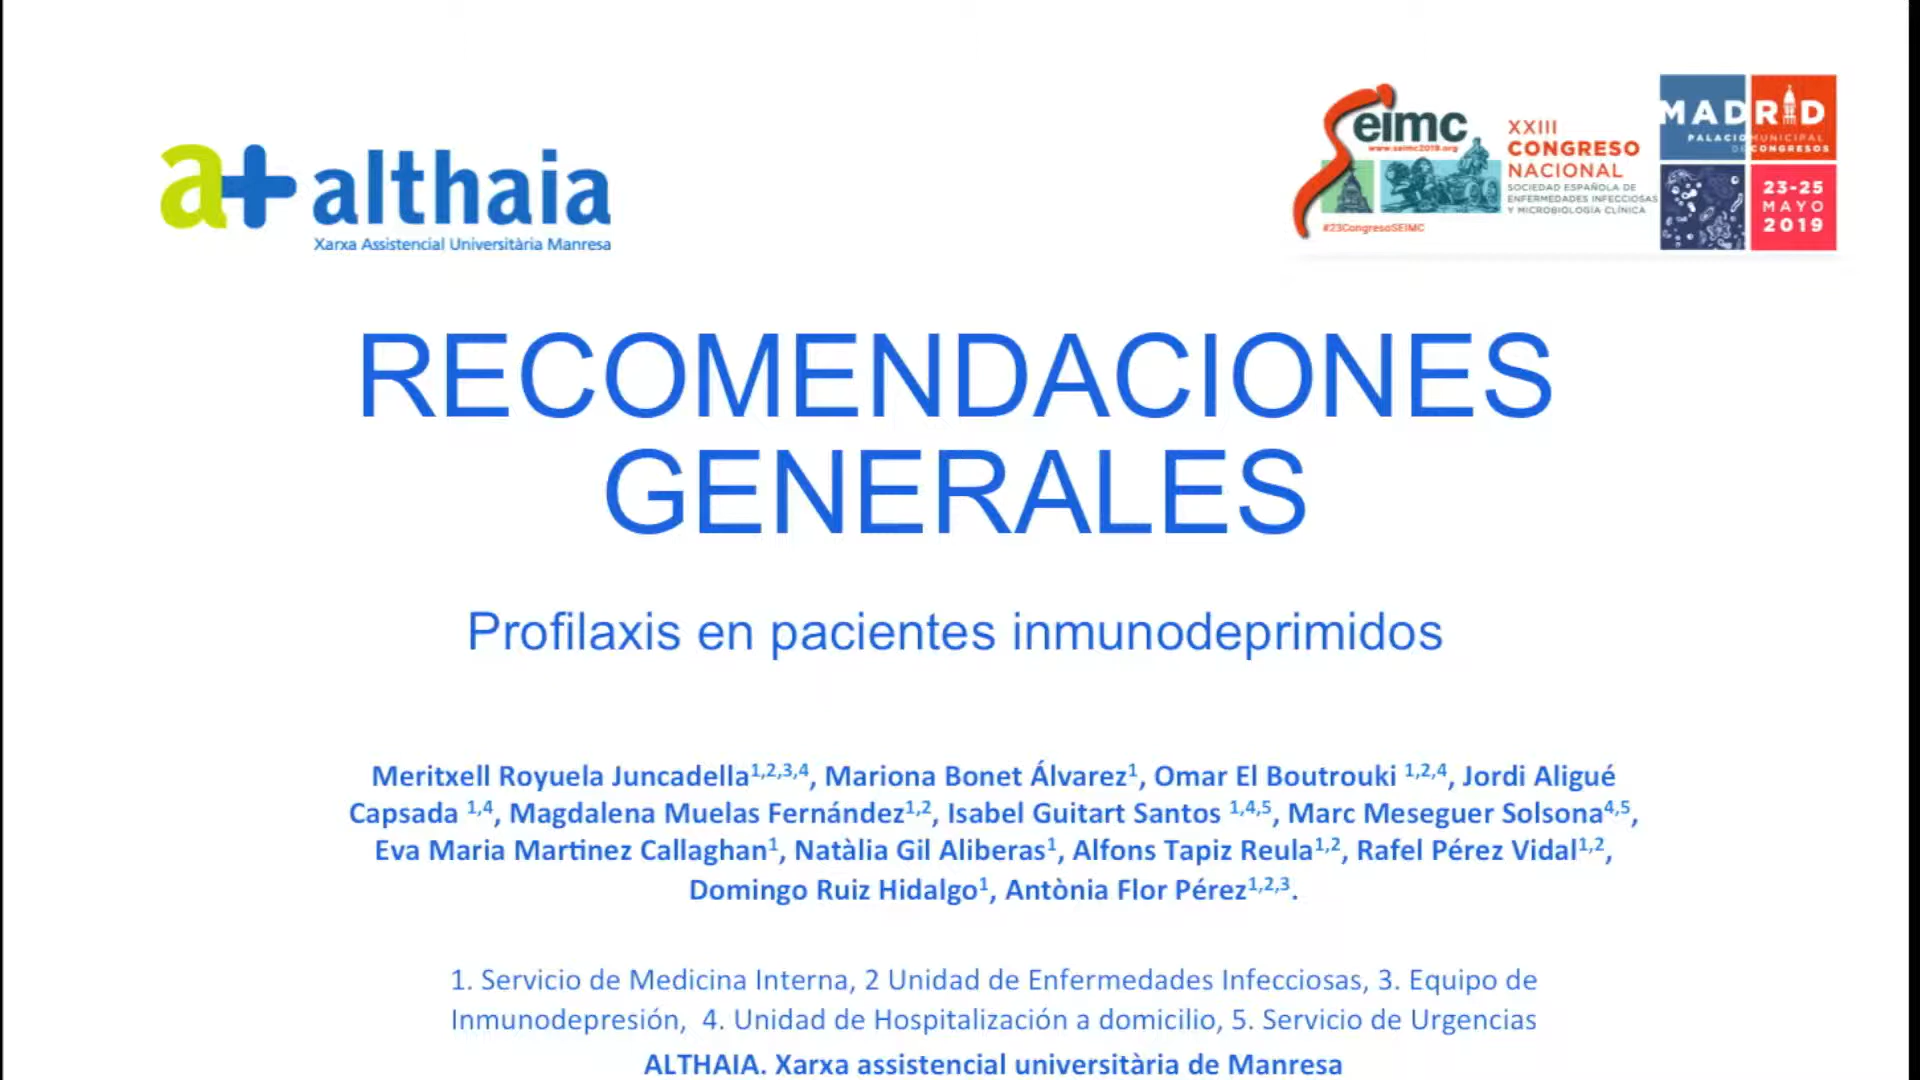 a+ althaia
Xarxa Assistencial Universitària Manresa
Seimc
www.seimc2019.org
#23CongresoSEIMC
XXIII
CONGRESO
NACIONAL
SOCIEDAD ESPAÑOLA DE
ENFERMEDADES INFECCIOSAS
Y MICROBIOLOGÍA CLÍNICA
MADRID
PALACIO MUNICIPAL
DE CONGRESOS
23-25
MAYO
2019
RECOMENDACIONES
GENERALES
Profilaxis en pacientes inmunodeprimidos
Meritxell Royuela Juncadella1,2,3,4, Mariona Bonet Álvarez1, Omar El Boutrouki 1,2,4, Jordi Aligué
Capsada 1,4, Magdalena Muelas Fernández1,2, Isabel Guitart Santos 1,4,5, Marc Meseguer Solsona4,5,
Eva Maria Martinez Callaghan1, Natàlia Gil Aliberas1, Alfons Tapiz Reula1,2, Rafel Pérez Vidal1,2,
Domingo Ruiz Hidalgo1, Antònia Flor Pérez1,2,3.
1. Servicio de Medicina Interna, 2 Unidad de Enfermedades Infecciosas, 3. Equipo de
Inmunodepresión, 4. Unidad de Hospitalización a domicilio, 5. Servicio de Urgencias
ALTHAIA. Xarxa assistencial universitària de Manresa